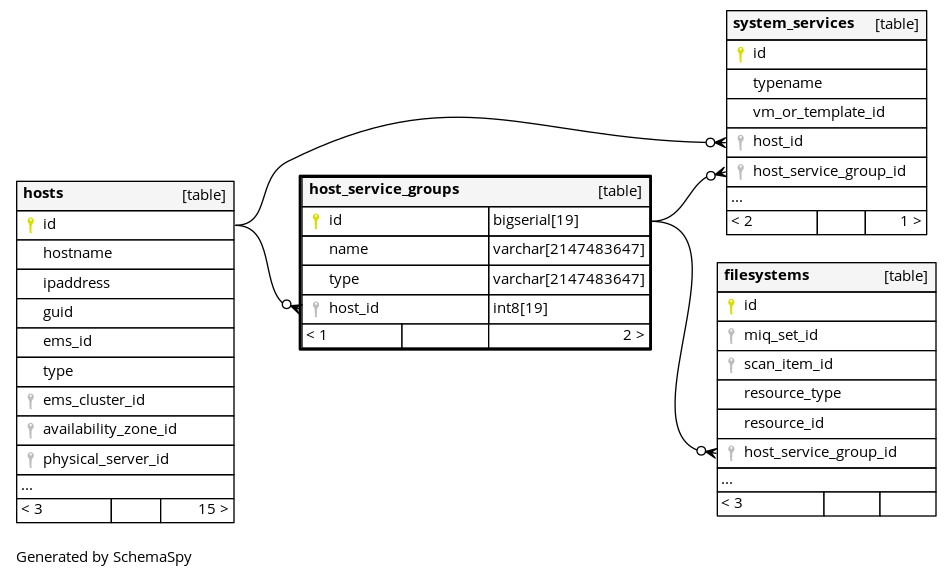 system_services [table]
id
typename
vm_or_template_id
host_id
host_service_group_id
...
< 2 1 >
hosts [table]
id
hostname
ipaddress
guid
ems_id
type
ems_cluster_id
availability_zone_id
physical_server_id
...
< 3 15 >
host_service_groups [table]
id bigserial[19]
name varchar[2147483647]
type varchar[2147483647]
host_id int8[19]
< 1 2 >
filesystems [table]
id
miq_set_id
scan_item_id
resource_type
resource_id
host_service_group_id
...
< 3
Generated by SchemaSpy